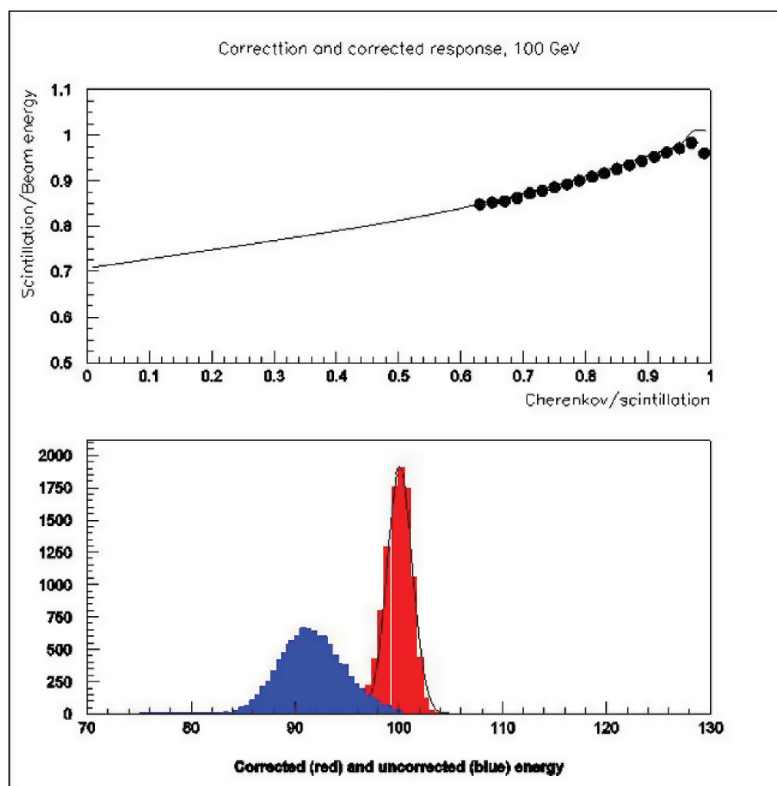 Correcttion and corrected response, 100 GeV
Scintillation/Beam energy
1.1
1
0.9
0.8
0.7
0.6
0.5
0 0.1 0.2 0.3 0.4 0.5 0.6 0.7 0.8 0.9 1
Cherenkov/scintillation
2000
1750
1500
1250
1000
750
500
250
0
70 80 90 100 110 120 130
Corrected (red) and uncorrected (blue) energy